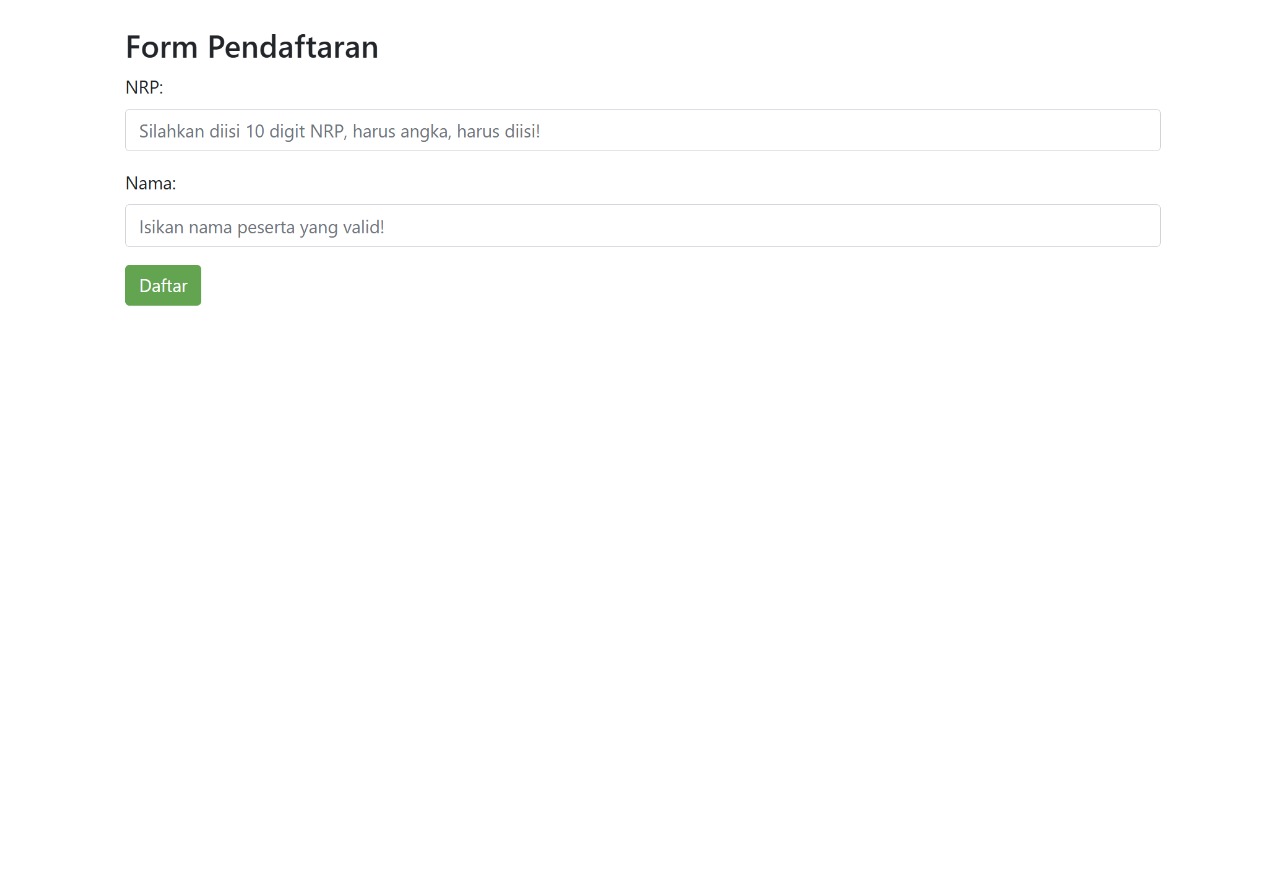 Form Pendaftaran
NRP:
Silahkan diisi 10 digit NRP, harus angka, harus diisi!
Nama:
Isikan nama peserta yang valid!
Daftar